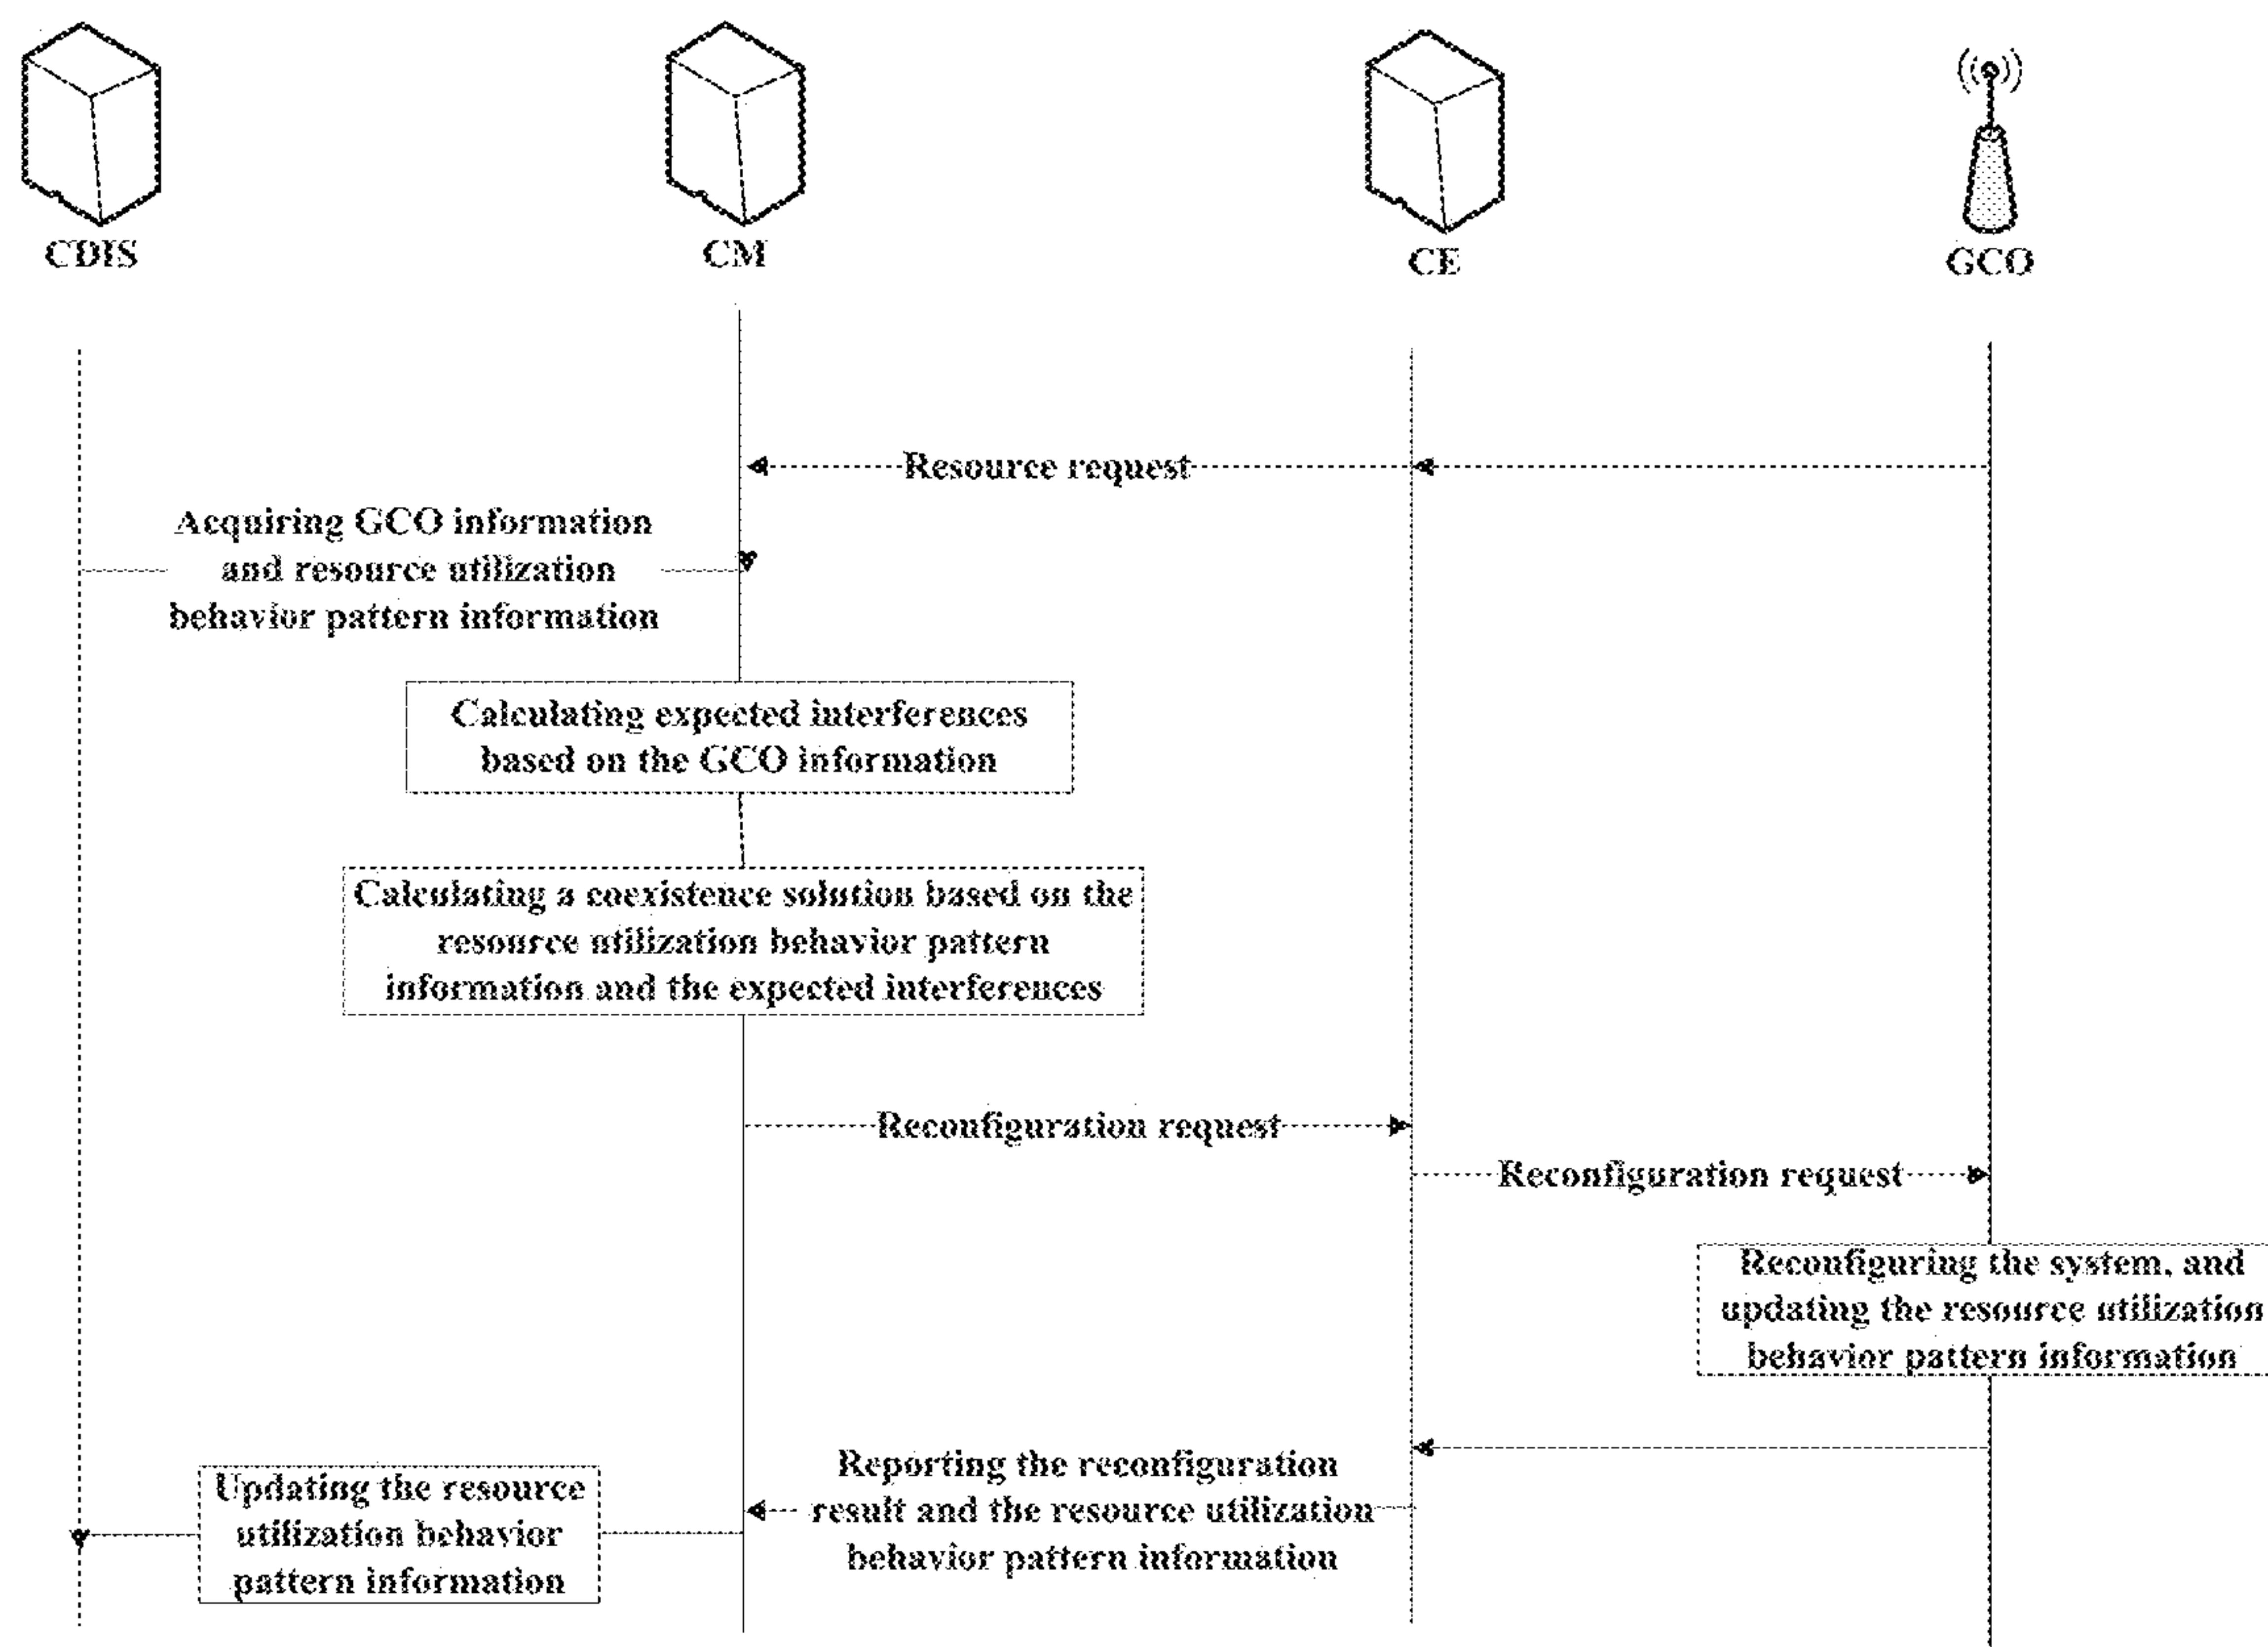 CDIS
CM
CE
GCO
Resource request
Acquiring GCO information
and resource utilization
behavior pattern information
Calculating expected interferences
based on the GCO information
Calculating a coexistence solution based on the
resource utilization behavior pattern
information and the expected interferences
Reconfiguration request
Reconfiguration request
Reconfiguring the system, and
updating the resource utilization
behavior pattern information
Reporting the reconfiguration
result and the resource utilization
behavior pattern information
Updating the resource
utilization behavior
pattern information